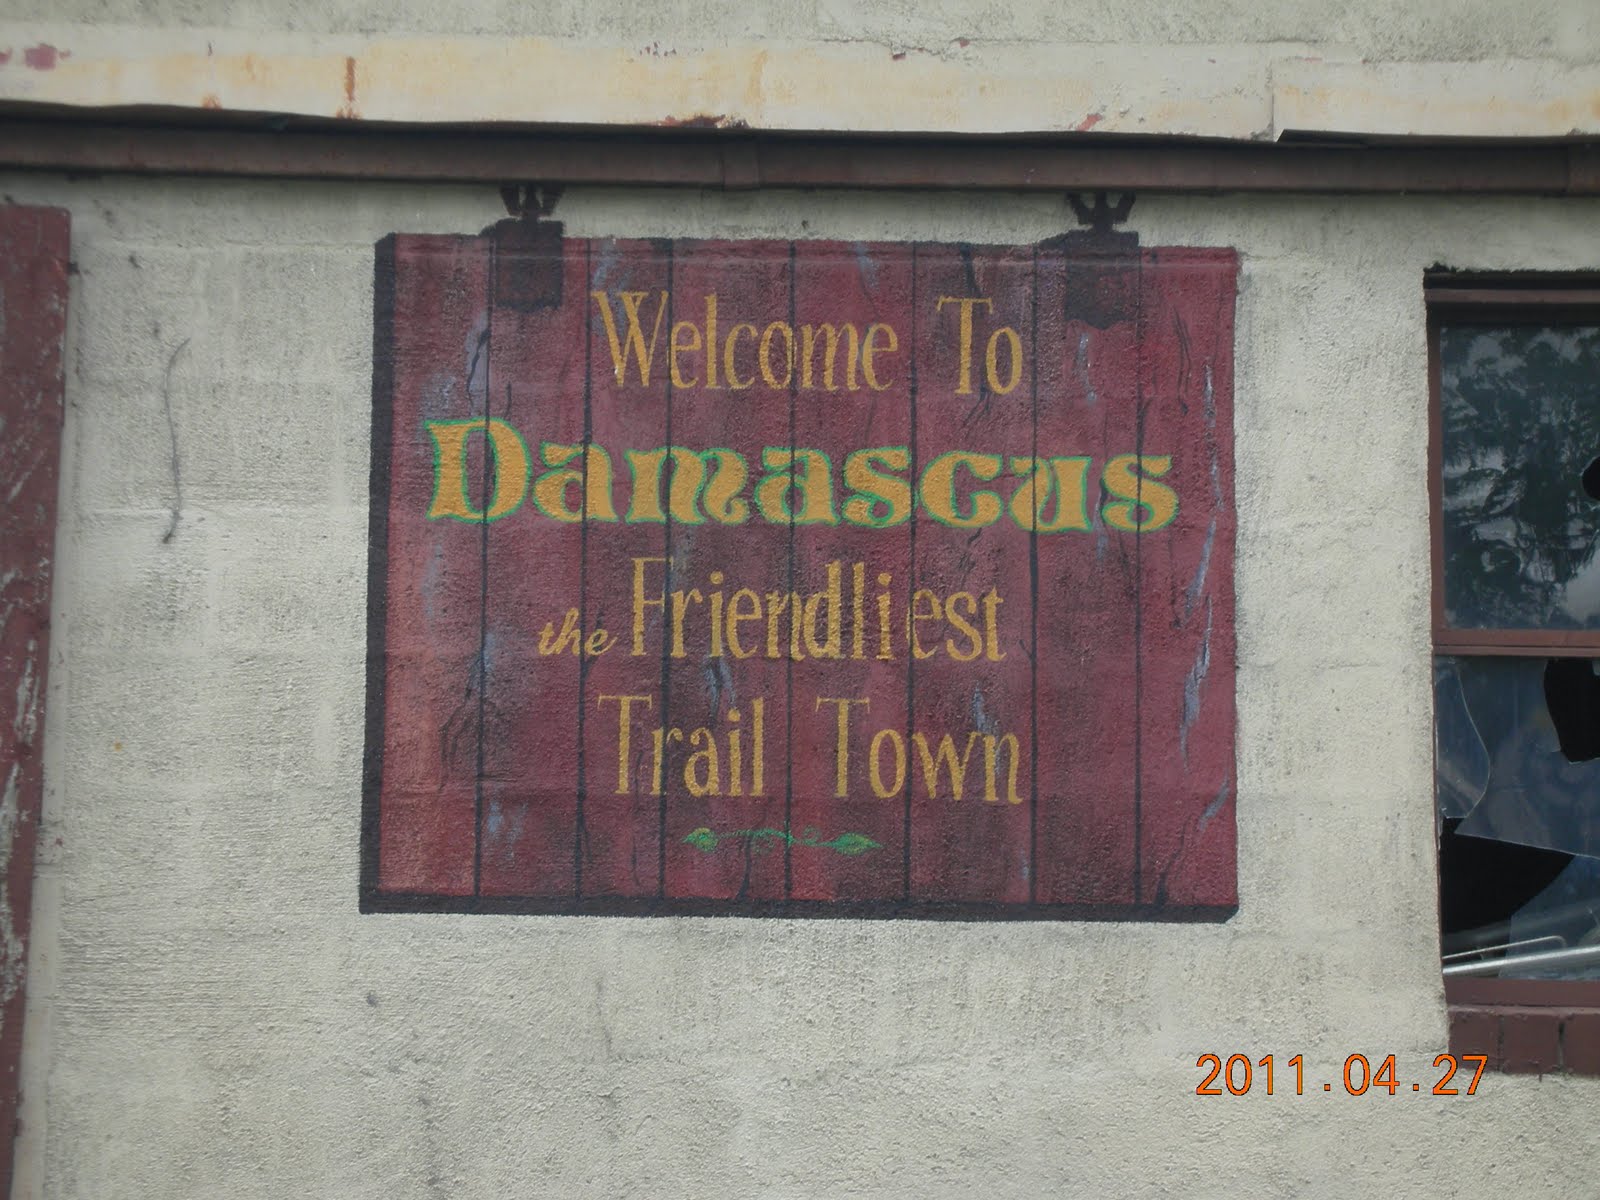 Welcome To
Damascus
the Friendliest
Trail Town
2011.04.27